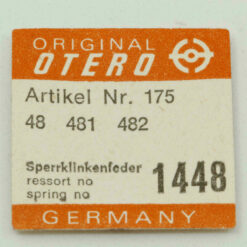 ORIGINAL
OTERO
Artikel Nr. 175
48 481 482
Sperrklinkenfeder
ressort no
spring no
1448
GERMANY